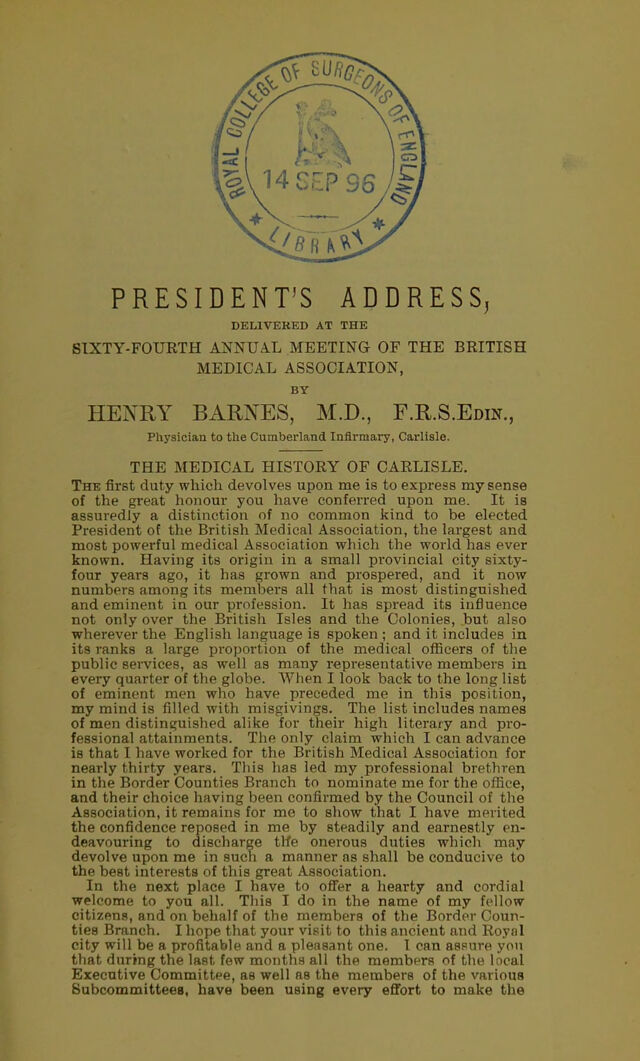 ROYAL COLLEGE OF SURGEONS OF ENGLAND
14 SEP 96
* LIBRARY *
PRESIDENT'S ADDRESS,
DELIVERED AT THE
SIXTY-FOURTH ANNUAL MEETING OF THE BRITISH
MEDICAL ASSOCIATION,
BY
HENRY BARNES, M.D., F.R.S.EDIN.,
Physician to the Cumberland Infirmary, Carlisle.
THE MEDICAL HISTORY OF CARLISLE.
THE first duty which devolves upon me is to express my sense
of the great honour you have conferred upon me. It is
assuredly a distinction of no common kind to be elected
President of the British Medical Association, the largest and
most powerful medical Association which the world has ever
known. Having its origin in a small provincial city sixty-
four years ago, it has grown and prospered, and it now
numbers among its members all that is most distinguished
and eminent in our profession. It has spread its influence
not only over the British Isles and the Colonies, but also
wherever the English language is spoken; and it includes in
its ranks a large proportion of the medical officers of the
public services, as well as many representative members in
every quarter of the globe. When I look back to the long list
of eminent men who have preceded me in this position,
my mind is filled with misgivings. The list includes names
of men distinguished alike for their high literary and pro-
fessional attainments. The only claim which I can advance
is that I have worked for the British Medical Association for
nearly thirty years. This has led my professional brethren
in the Border Counties Branch to nominate me for the office,
and their choice having been confirmed by the Council of the
Association, it remains for me to show that I have merited
the confidence reposed in me by steadily and earnestly en-
deavouring to discharge the onerous duties which may
devolve upon me in such a manner as shall be conducive to
the best interests of this great Association.
In the next place I have to offer a hearty and cordial
welcome to you all. This I do in the name of my fellow
citizens, and on behalf of the members of the Border Coun-
ties Branch. I hope that your visit to this ancient and Royal
city will be a profitable and a pleasant one. I can assure you
that during the last few months all the members of the local
Executive Committee, as well as the members of the various
Subcommittees, have been using every effort to make the